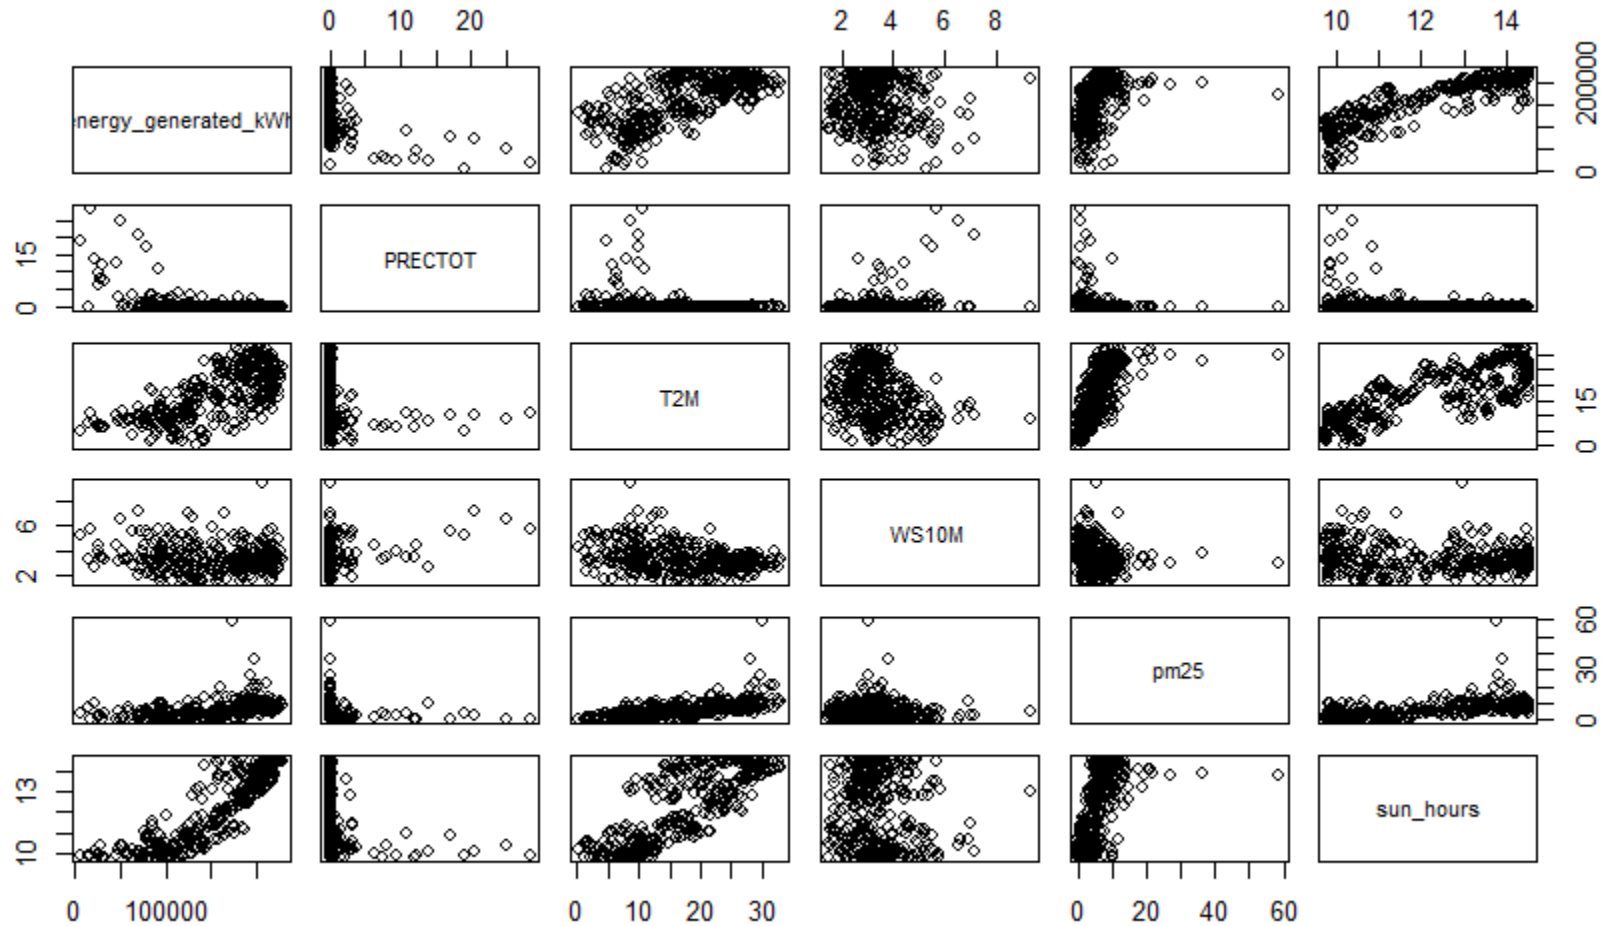 0 10 20 2 4 6 8 10 12 14
energy_generated_kWh 0 200000
0 15 PRECTOT
T2M 0 15
2 6 WS10M
pm25 0 30 60
10 13 sun_hours
0 100000 0 10 20 30 0 20 40 60